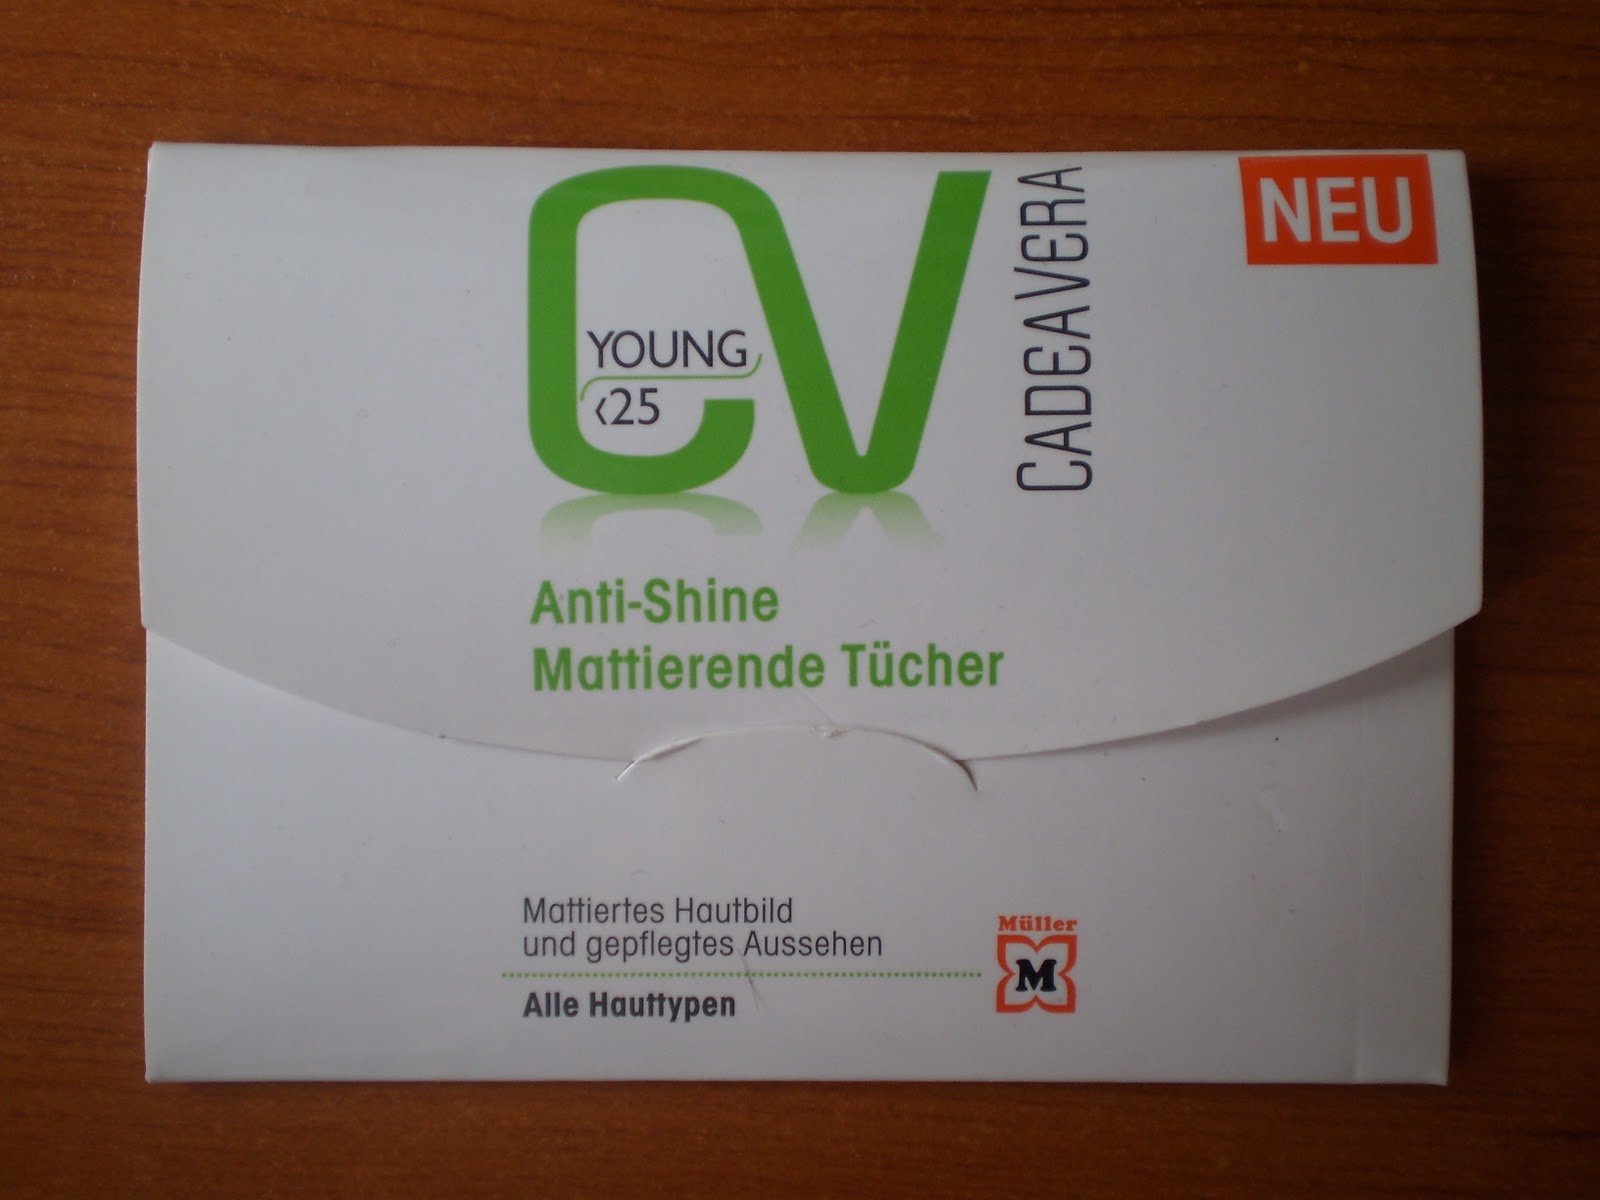 CV
YOUNG
<25
CADEAVERA
NEU
Anti-Shine
Mattierende Tücher
Mattiertes Hautbild
und gepflegtes Aussehen
Alle Hauttypen
Müller
M